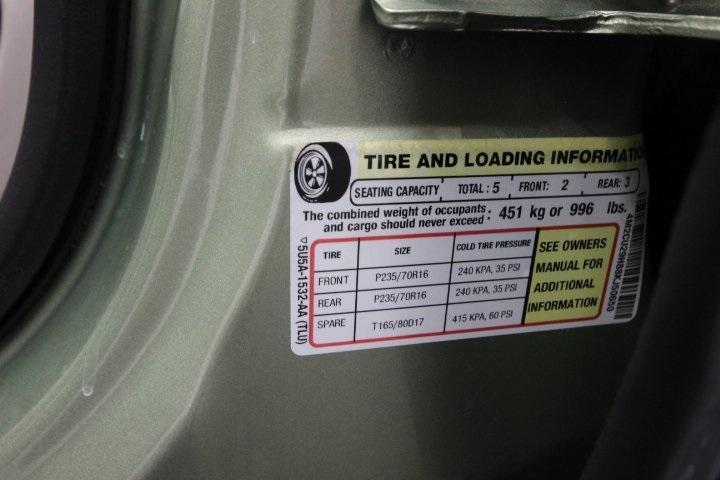 TIRE AND LOADING INFORMATIO
SEATING CAPACITY TOTAL : 5 FRONT: 2 REAR: 3
The combined weight of occupants and cargo should never exceed : 451 kg or 996 lbs.
TIRE SIZE COLD TIRE PRESSURE
FRONT P235/70R16 240 KPA, 35 PSI
REAR P235/70R16 240 KPA, 35 PSI
SPARE T165/80D17 415 KPA, 60 PSI
SEE OWNERS
MANUAL FOR
ADDITIONAL
INFORMATION
5U5A-1532-AA (TLU)